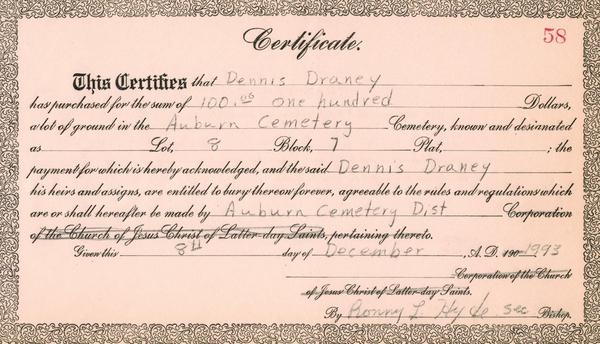 58
Certificate.
This Certifies that Dennis Draney
has purchased for the sum of 100.00 one hundred Dollars,
a lot of ground in the Auburn Cemetery Cemetery, known and designated
as Lot, 8 Block, 7 Plat, ; the
payment for which is hereby acknowledged, and the said Dennis Draney
his heirs and assigns, are entitled to bury thereon forever, agreeable to the rules and regulations which
are or shall hereafter be made by Auburn Cemetery Dist Corporation
of the Church of Jesus Christ of Latter-day Saints, pertaining thereto.
Given this 8th day of December, A.D. 190 1993
Corporation of the Church
of Jesus Christ of Latter-day Saints.
By Ronny L Hyde sec Bishop.